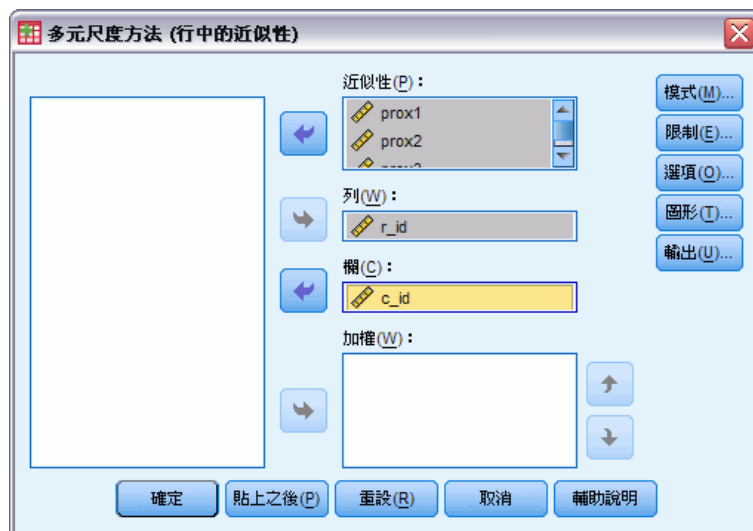 多元尺度方法 (行中的近似性)
近似性(P)：
prox1
prox2
列(W)：
r_id
欄(C)：
c_id
加權(W)：
模式(M)...
限制(E)...
選項(O)...
圖形(T)...
輸出(U)...
確定
貼上之後(P)
重設(R)
取消
輔助說明